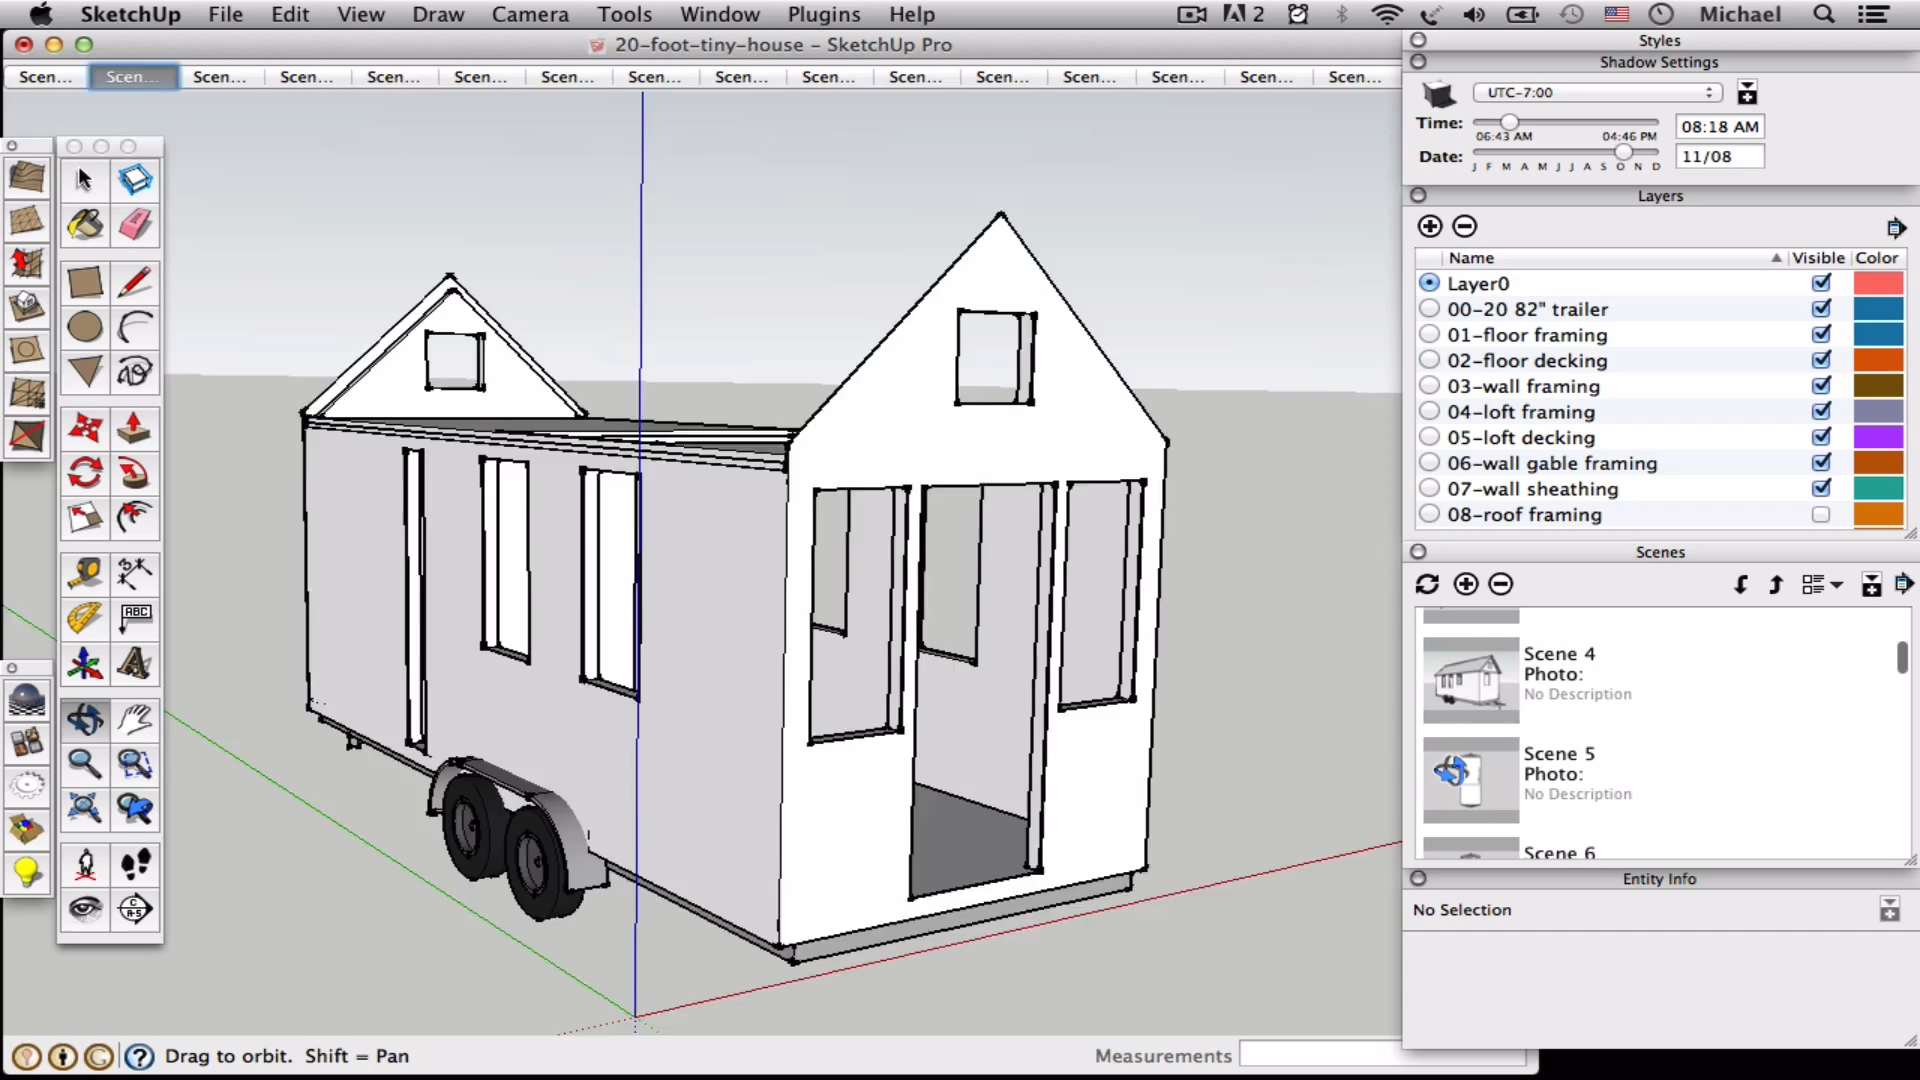 SketchUp File Edit View Draw Camera Tools Window Plugins Help 2 Michael
20-foot-tiny-house – SketchUp Pro
Scen... Scen... Scen... Scen... Scen... Scen... Scen... Scen... Scen... Scen... Scen... Scen... Scen... Scen... Scen... Scen...
Styles
Shadow Settings
UTC-7:00
Time: 06:43 AM 04:46 PM 08:18 AM
Date: J F M A M J J A S O N D 11/08
Layers
Name Visible Color
Layer0
00-20 82" trailer
01-floor framing
02-floor decking
03-wall framing
04-loft framing
05-loft decking
06-wall gable framing
07-wall sheathing
08-roof framing
Scenes
Scene 4
Photo:
No Description
Scene 5
Photo:
No Description
Scene 6
Entity Info
No Selection
ABC
Drag to orbit. Shift = Pan
Measurements